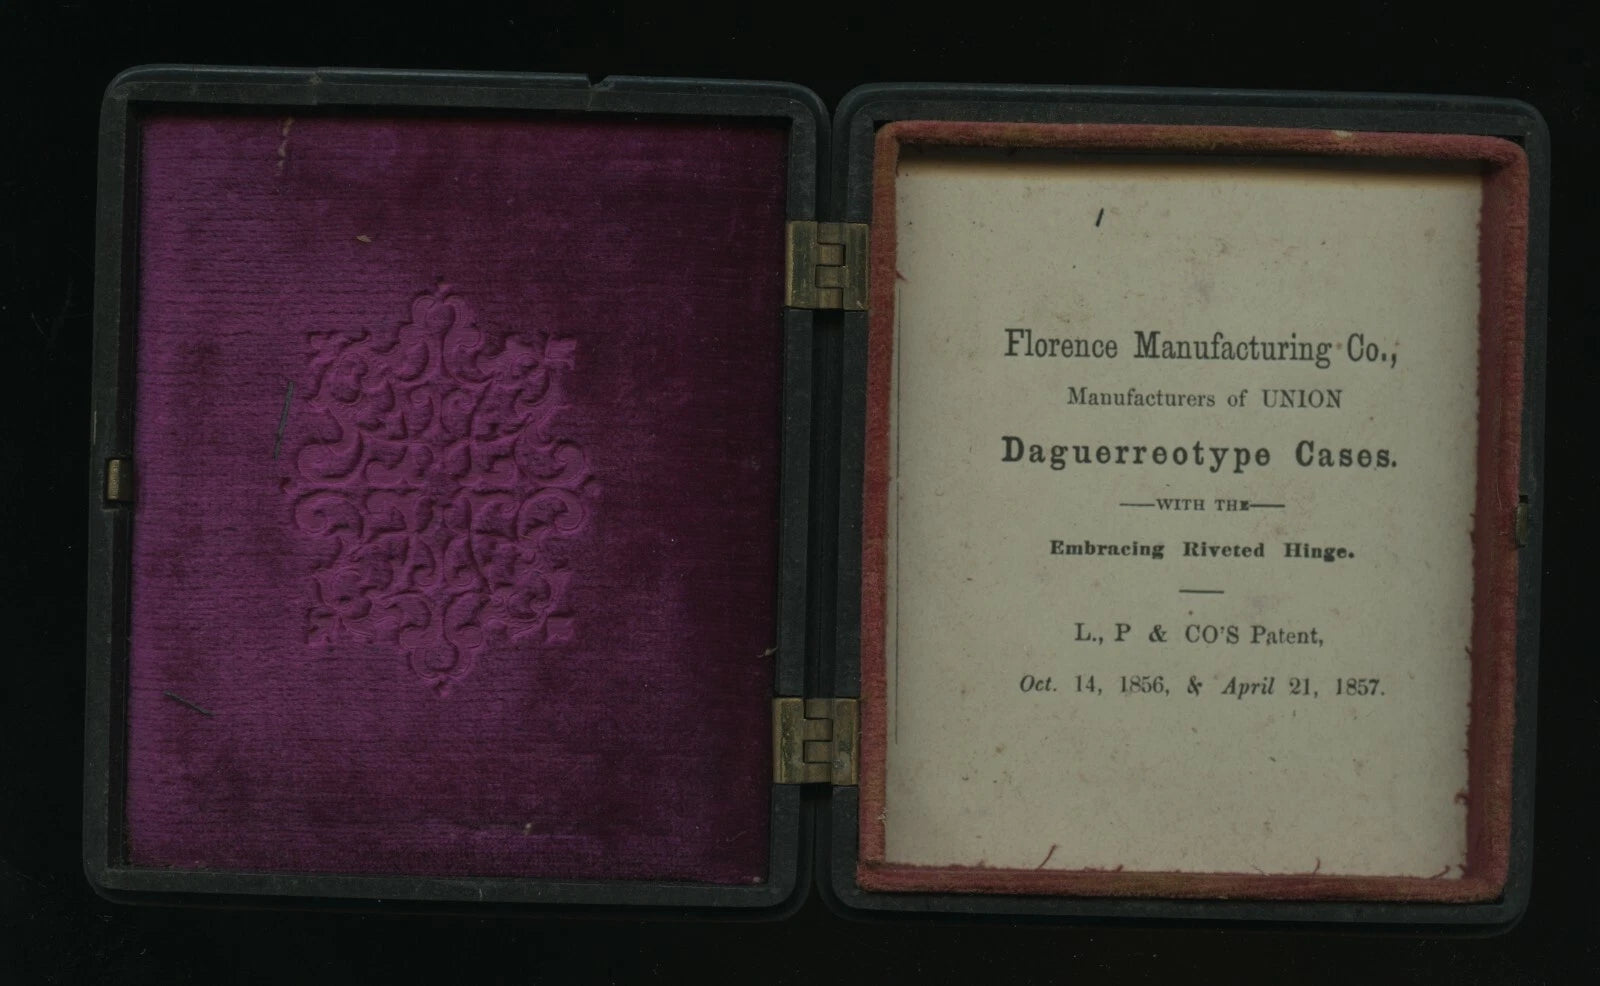 Florence Manufacturing Co.,
Manufacturers of UNION
Daguerreotype Cases.
—WITH THE—
Embracing Riveted Hinge.
L., P & CO'S Patent,
Oct. 14, 1856, & April 21, 1857.